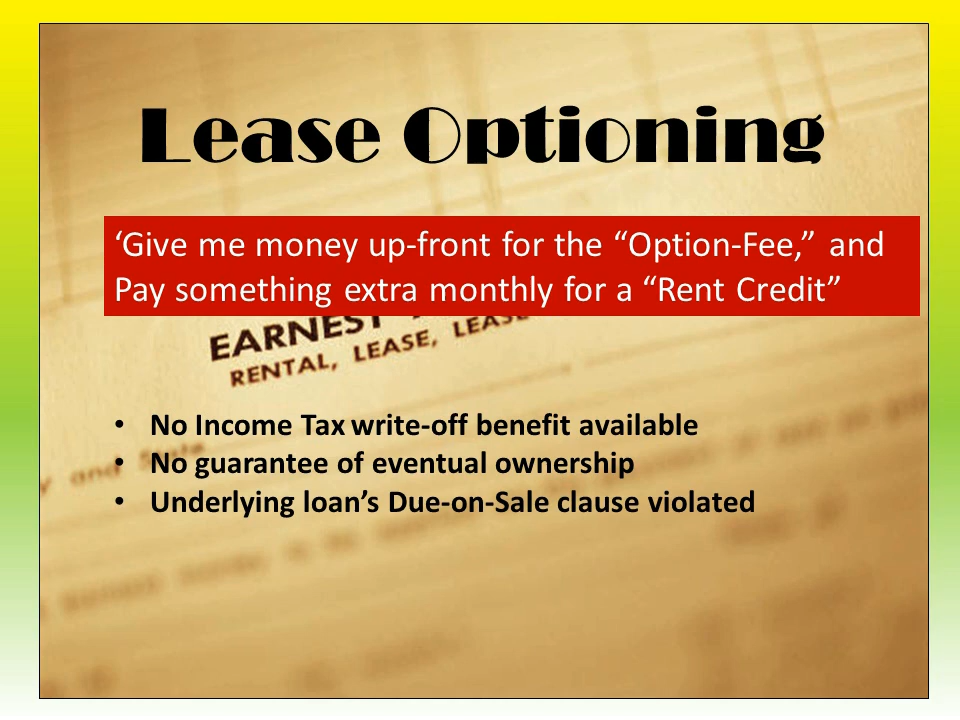 Lease Optioning
‘Give me money up-front for the “Option-Fee,” and
Pay something extra monthly for a “Rent Credit”
EARNEST
RENTAL, LEASE, LEASE
• No Income Tax write-off benefit available
• No guarantee of eventual ownership
• Underlying loan’s Due-on-Sale clause violated